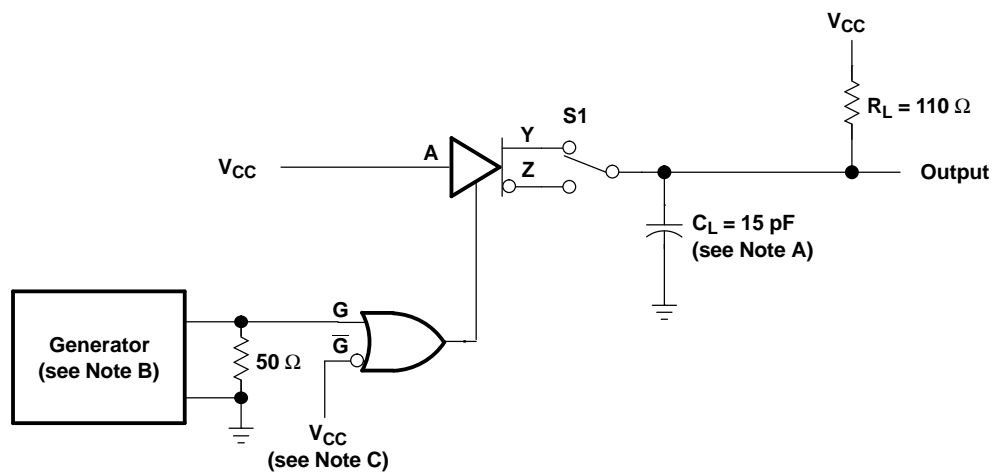 VCC
RL = 110 Ω
S1
Y
A
VCC
Z
Output
CL = 15 pF
(see Note A)
G
G̅
Generator
(see Note B)
50 Ω
VCC
(see Note C)